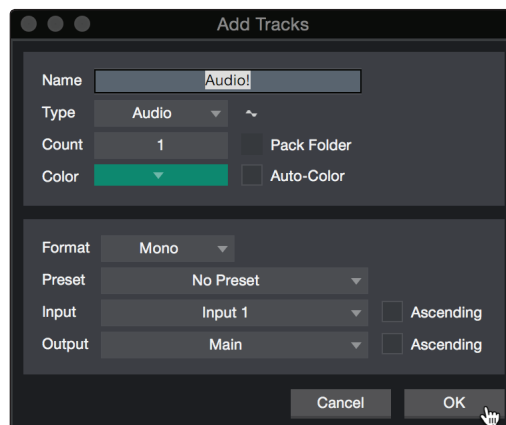 Add Tracks
Name Audio!
Type Audio
Count 1 Pack Folder
Color Auto-Color
Format Mono
Preset No Preset
Input Input 1 Ascending
Output Main Ascending
Cancel OK